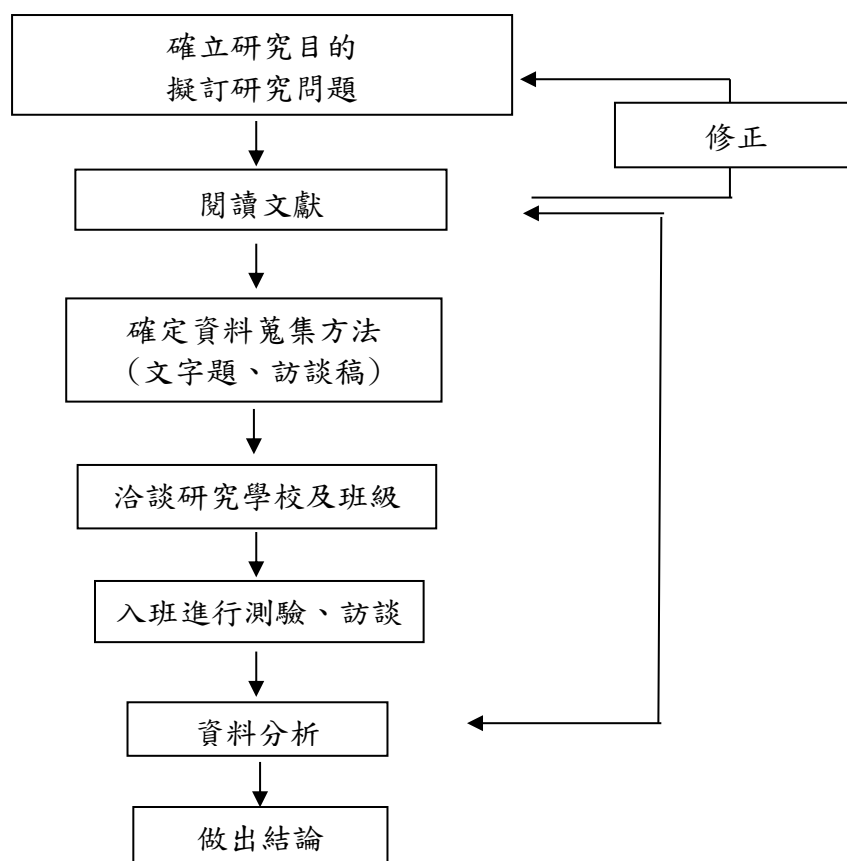 確立研究目的
擬訂研究問題
修正
閱讀文獻
確定資料蒐集方法
（文字題、訪談稿）
洽談研究學校及班級
入班進行測驗、訪談
資料分析
做出結論